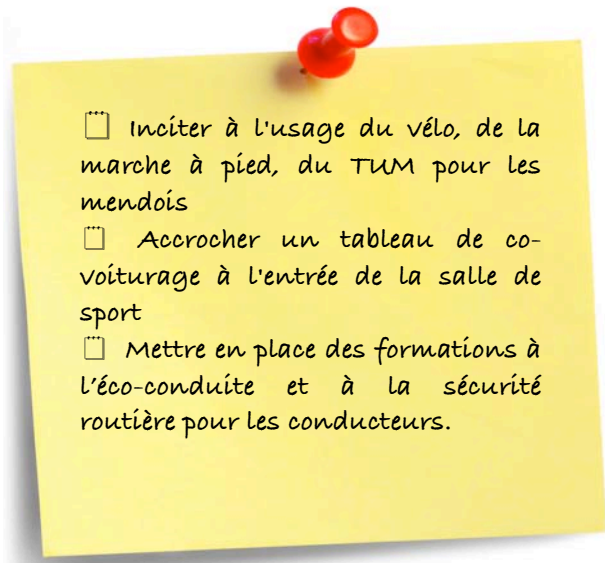 Inciter à l'usage du vélo, de la
marche à pied, du TUM pour les
mendois
Accrocher un tableau de co-
voiturage à l'entrée de la salle de
sport
Mettre en place des formations à
l'éco-conduite et à la sécurité
routière pour les conducteurs.